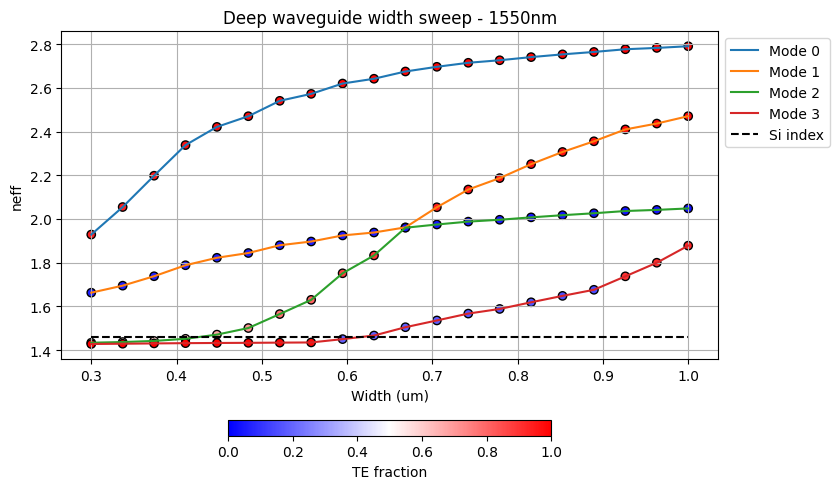 Deep waveguide width sweep - 1550nm
Mode 0
Mode 1
Mode 2
Mode 3
Si index
neff
2.8
2.6
2.4
2.2
2.0
1.8
1.6
1.4
0.3 0.4 0.5 0.6 0.7 0.8 0.9 1.0
Width (um)
0.0 0.2 0.4 0.6 0.8 1.0
TE fraction